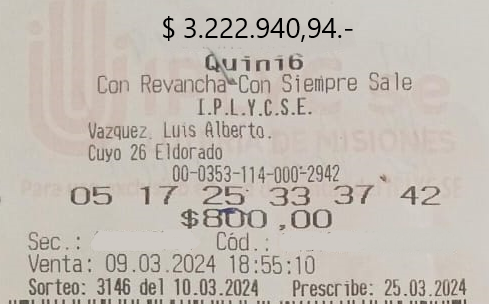 $ 3.222.940,94.-
Quini6
Con Revancha Con Siempre Sale
I.P.L.Y.C.S.E.
Vazquez, Luis Alberto.
Cuyo 26 Eldorado
00-0353-114-000-2942
05 17 25 33 37 42
$800,00
Sec.: Cód.:
Venta: 09.03.2024 18:55:10
Sorteo: 3146 del 10.03.2024 Prescribe: 25.03.2024